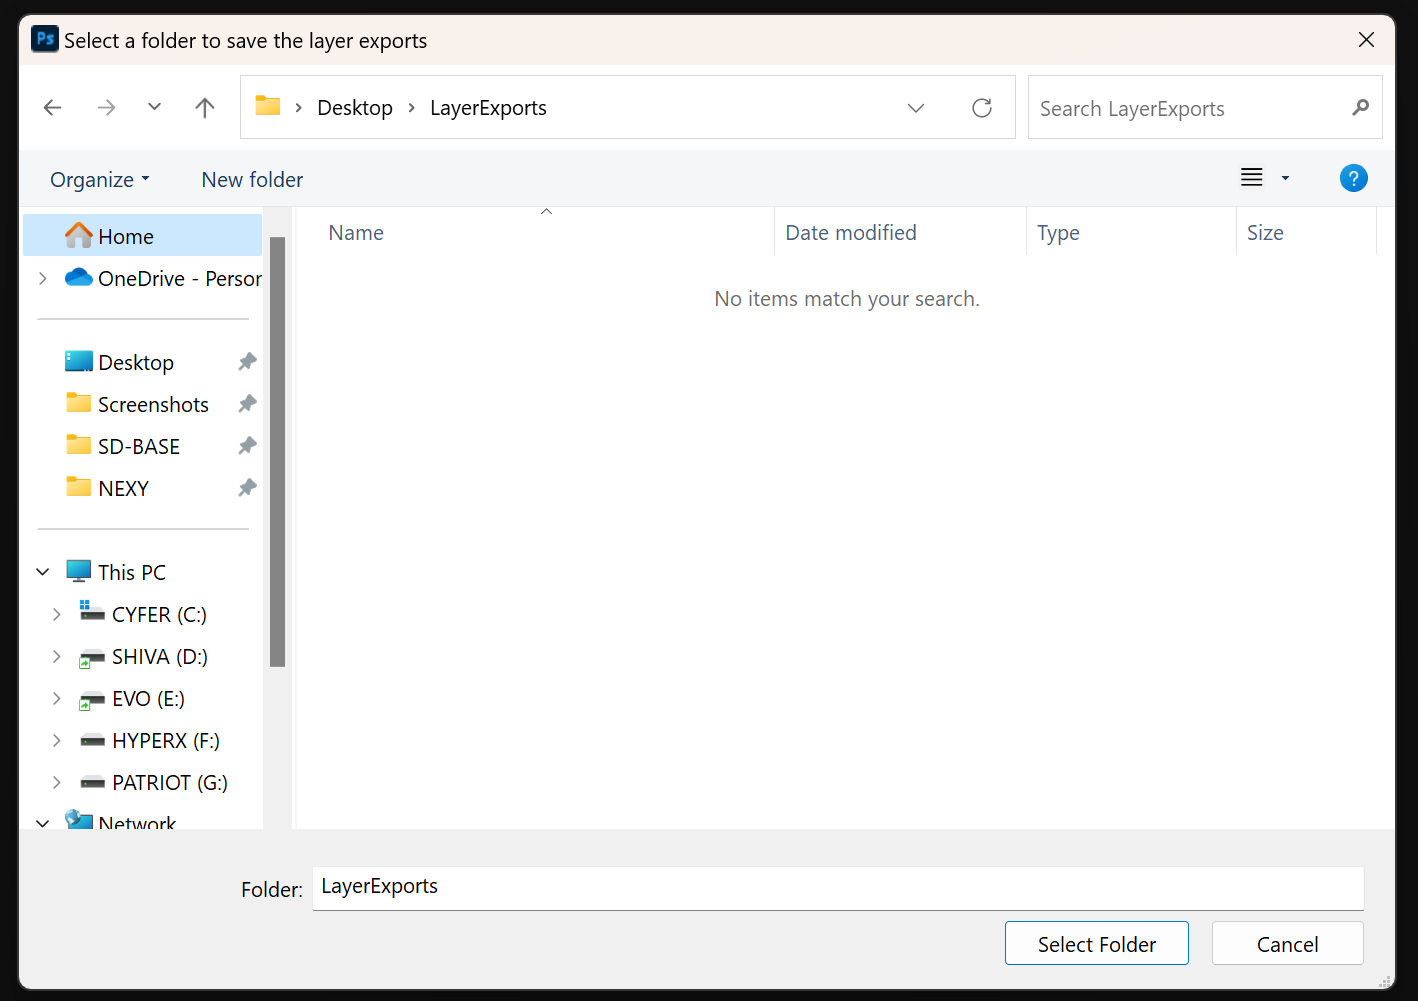 Ps Select a folder to save the layer exports
Desktop LayerExports
Search LayerExports
Organize New folder
?
Name Date modified Type Size
No items match your search.
Home
OneDrive - Person
Desktop
Screenshots
SD-BASE
NEXY
This PC
CYFER (C:)
SHIVA (D:)
EVO (E:)
HYPERX (F:)
PATRIOT (G:)
Network
Folder: LayerExports
Select Folder Cancel